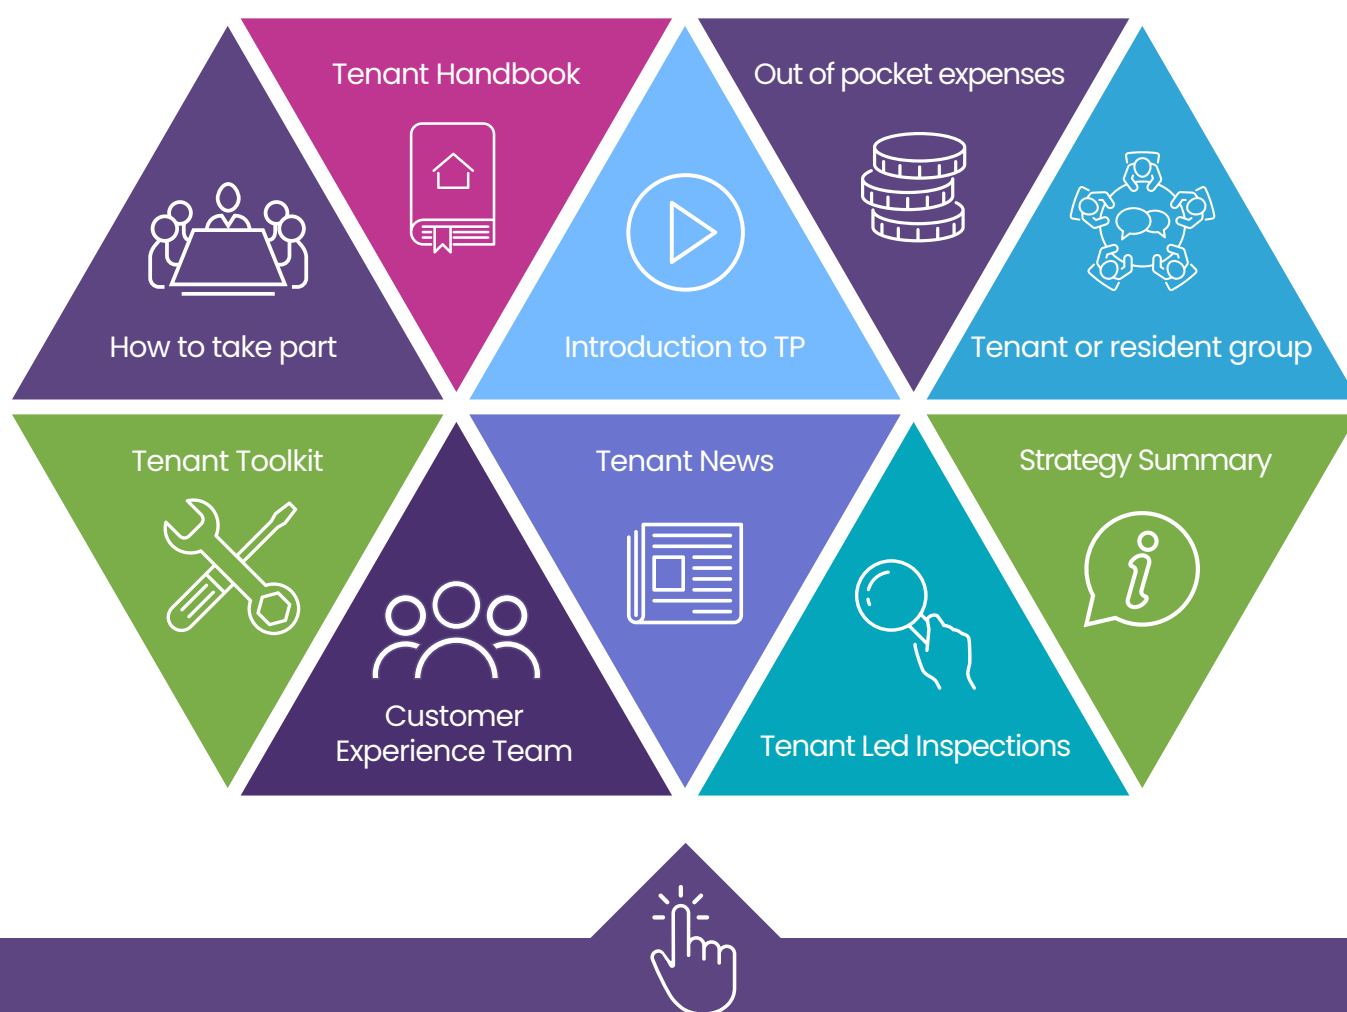 Tenant Handbook
Out of pocket expenses
How to take part
Introduction to TP
Tenant or resident group
Tenant Toolkit
Tenant News
Strategy Summary
Customer
Experience Team
Tenant Led Inspections